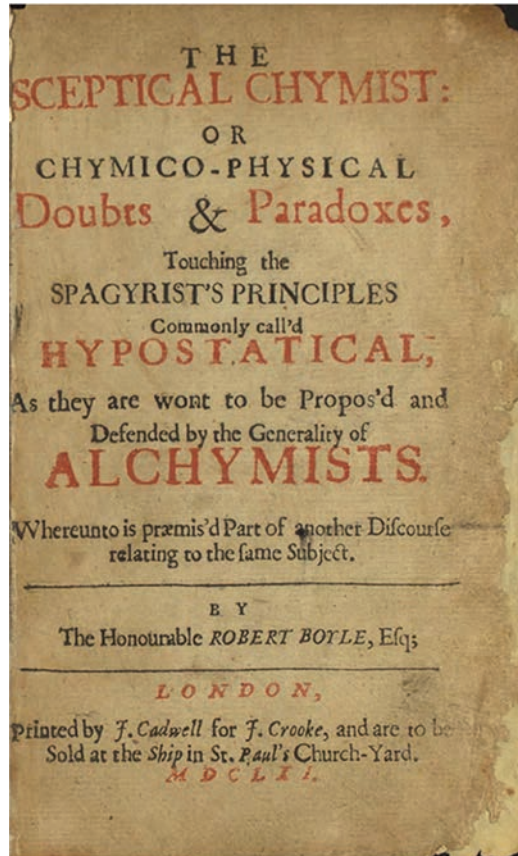 THE
SCEPTICAL CHYMIST:
OR
CHYMICO-PHYSICAL
Doubts & Paradoxes,
Touching the
SPAGYRIST'S PRINCIPLES
Commonly call'd
HYPOSTATICAL,
As they are wont to be Propos'd and
Defended by the Generality of
ALCHYMISTS.
Whereunto is præmis'd Part of another Diſcourſe
relating to the ſame Subject.
BY
The Honourable ROBERT BOYLE, Eſq;
LONDON,
Printed by J. Cadwell for J. Crooke, and are to be
Sold at the Ship in St. Paul's Church-Yard.
MDCLXI.